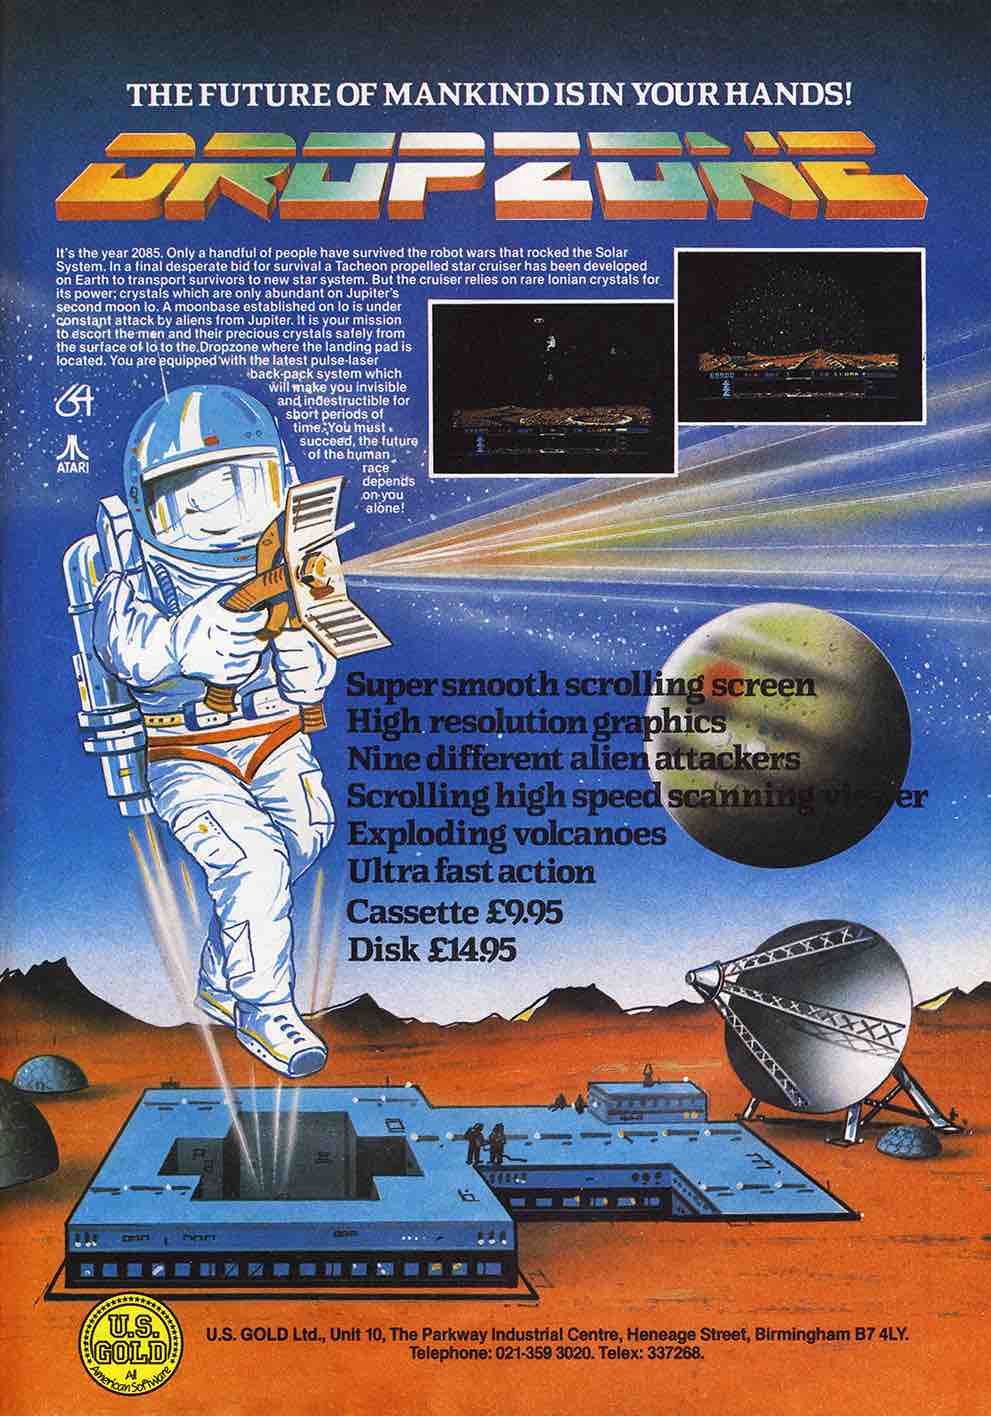 THE FUTURE OF MANKIND IS IN YOUR HANDS!
DROPZONE
It's the year 2085. Only a handful of people have survived the robot wars that rocked the Solar
System. In a final desperate bid for survival a Tacheon propelled star cruiser has been developed
on Earth to transport survivors to new star system. But the cruiser relies on rare Ionian crystals for
its power; crystals which are only abundant on Jupiter's
second moon Io. A moonbase established on Io is under
constant attack by aliens from Jupiter. It is your mission
to escort the men and their precious crystals safely from
the surface of Io to the Dropzone where the landing pad is
located. You are equipped with the latest pulse-laser
back-pack system which
will make you invisible
and indestructible for
short periods of
time. You must
succeed, the future
of the human
race
depends
on you
alone!
64
ATARI
Super smooth scrolling screen
High resolution graphics
Nine different alien attackers
Scrolling high speed scanning viewer
Exploding volcanoes
Ultra fast action
Cassette £9.95
Disk £14.95
U.S. GOLD
All American Software
U.S. GOLD Ltd., Unit 10, The Parkway Industrial Centre, Heneage Street, Birmingham B7 4LY.
Telephone: 021-359 3020. Telex: 337268.